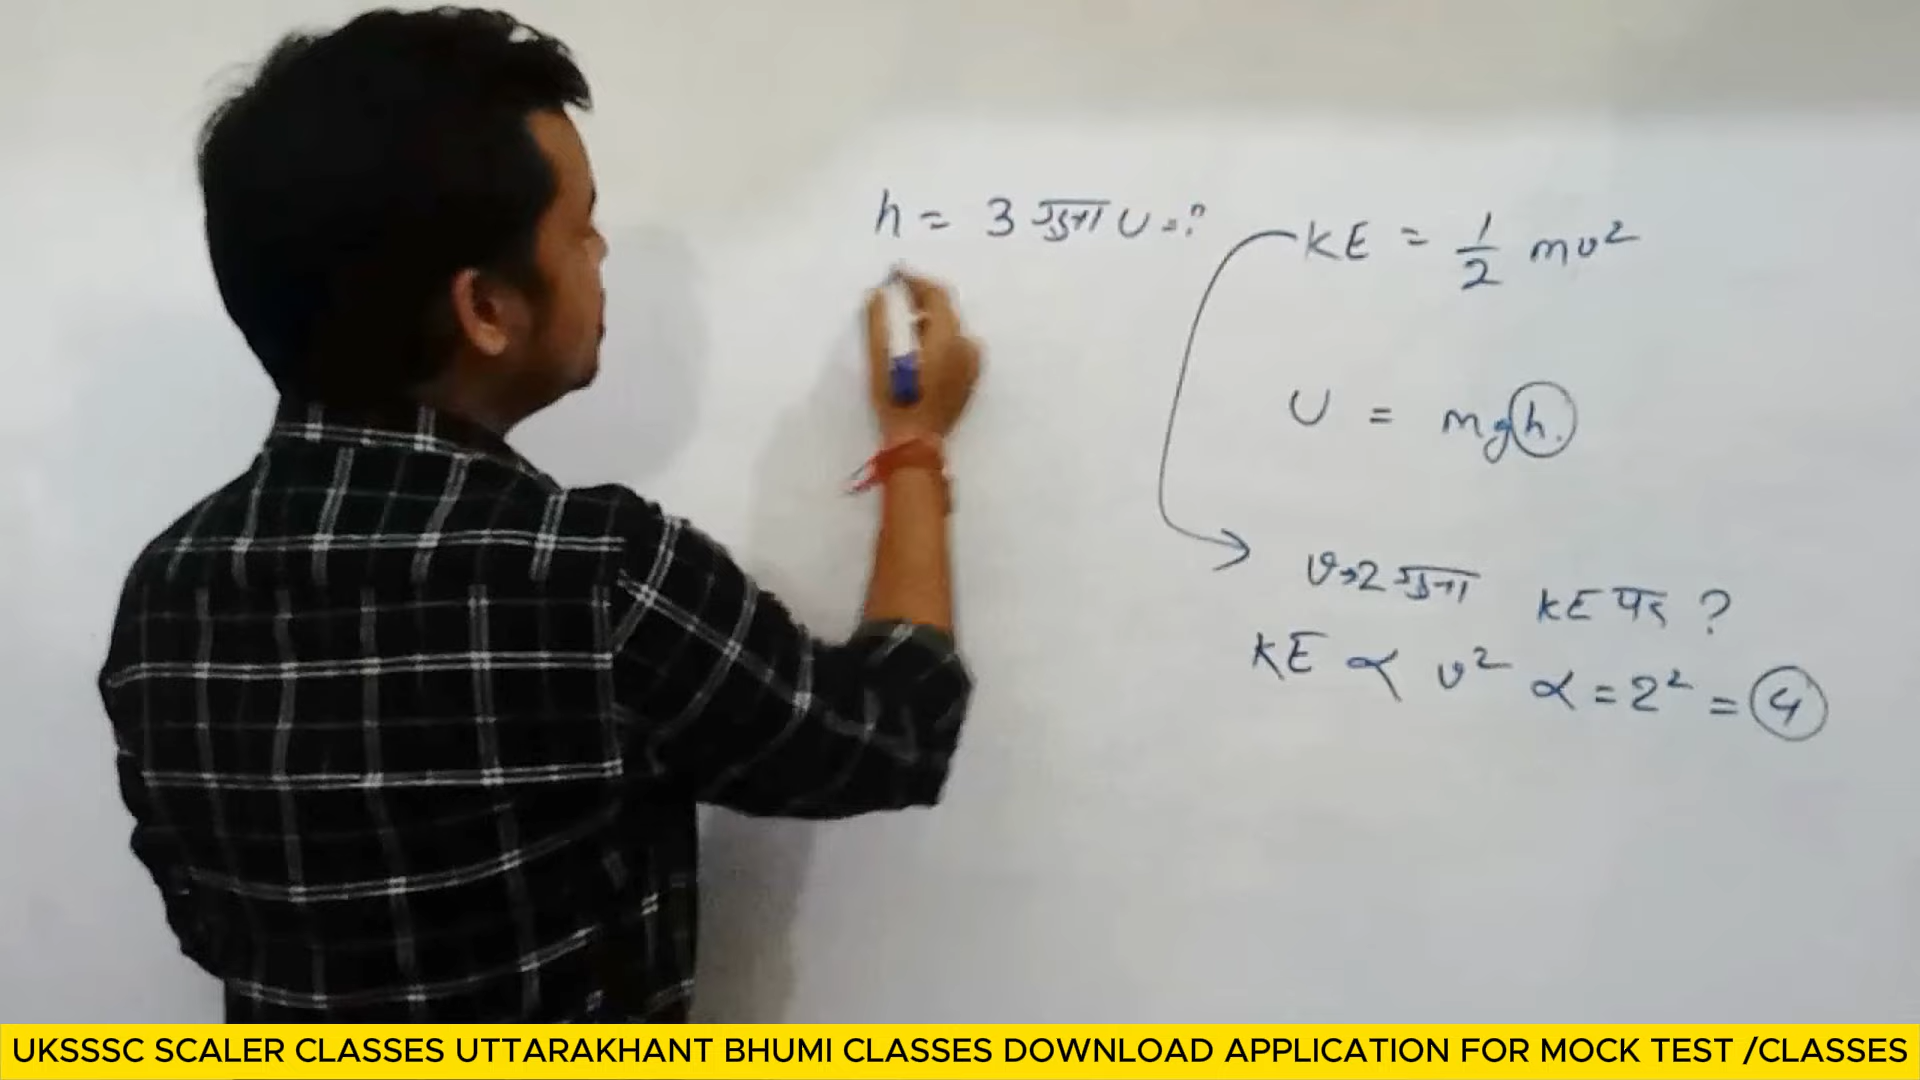 h = 3 गुना U = ?
KE = 1/2 mv²
U = mgh.
v→2 गुना KE पर ?
KE ∝ v² ∝ = 2² = 4
UKSSSC SCALER CLASSES UTTARAKHANT BHUMI CLASSES DOWNLOAD APPLICATION FOR MOCK TEST /CLASSES